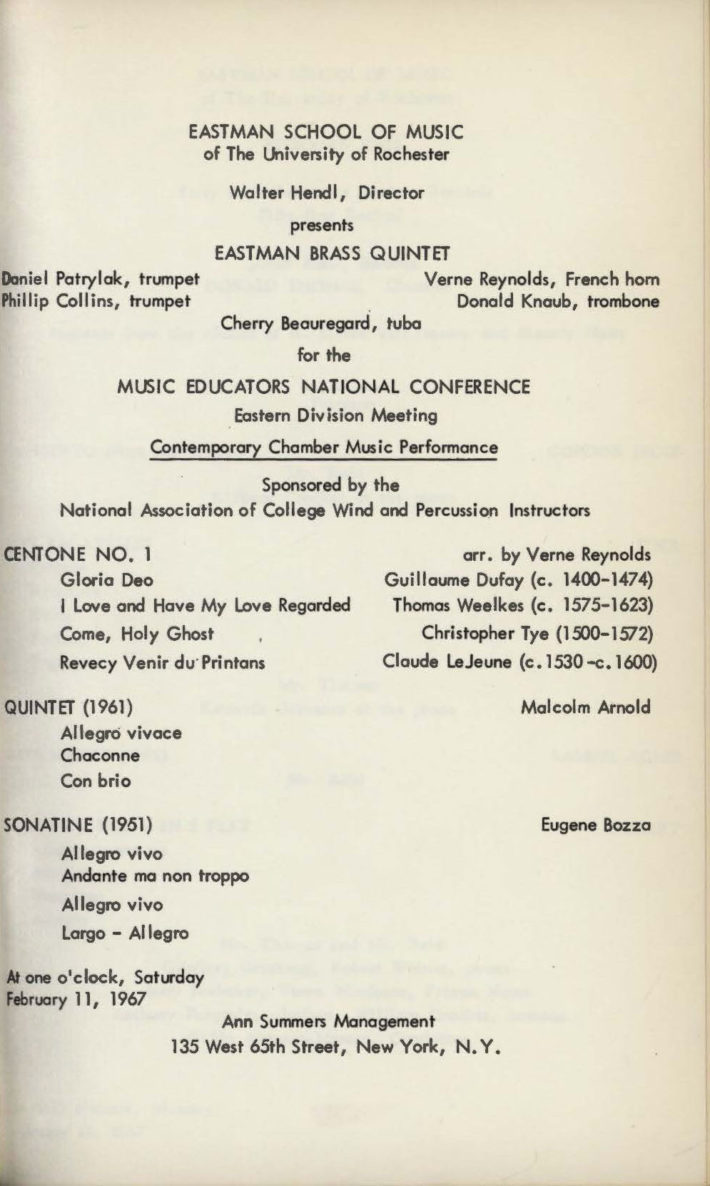 EASTMAN SCHOOL OF MUSIC
of The University of Rochester
Walter Hendl, Director
presents
EASTMAN BRASS QUINTET
Daniel Patrylak, trumpet Verne Reynolds, French horn
Phillip Collins, trumpet Donald Knaub, trombone
Cherry Beauregard, tuba
for the
MUSIC EDUCATORS NATIONAL CONFERENCE
Eastern Division Meeting
Contemporary Chamber Music Performance
Sponsored by the
National Association of College Wind and Percussion Instructors
CENTONE NO. 1 arr. by Verne Reynolds
Gloria Deo Guillaume Dufay (c. 1400-1474)
I Love and Have My Love Regarded Thomas Weelkes (c. 1575-1623)
Come, Holy Ghost Christopher Tye (1500-1572)
Revecy Venir du Printans Claude LeJeune (c.1530-c.1600)
QUINTET (1961) Malcolm Arnold
Allegro vivace
Chaconne
Con brio
SONATINE (1951) Eugene Bozza
Allegro vivo
Andante ma non troppo
Allegro vivo
Largo - Allegro
At one o'clock, Saturday
February 11, 1967
Ann Summers Management
135 West 65th Street, New York, N.Y.